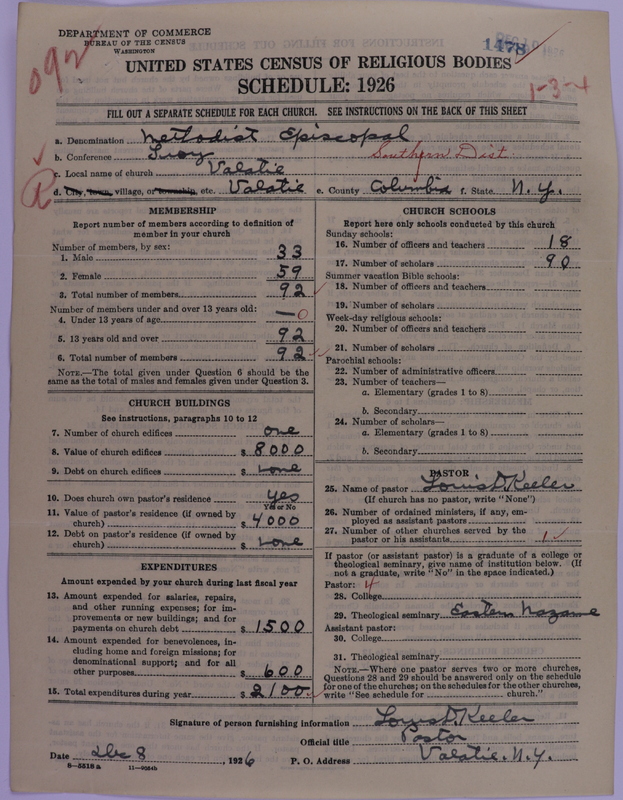 DEPARTMENT OF COMMERCE
BUREAU OF THE CENSUS
WASHINGTON
1478
092
1-3-4
UNITED STATES CENSUS OF RELIGIOUS BODIES
SCHEDULE: 1926
FILL OUT A SEPARATE SCHEDULE FOR EACH CHURCH. SEE INSTRUCTIONS ON THE BACK OF THIS SHEET
a. Denomination Methodist Episcopal
b. Conference Troy Southern Dist
c. Local name of church Valatie
d. City, town, village, or township, etc. Valatie e. County Columbia f. State N.Y.
R
MEMBERSHIP
Report number of members according to definition of
member in your church
Number of members, by sex:
1. Male 33
2. Female 59
3. Total number of members 92
Number of members under and over 13 years old:
4. Under 13 years of age — 0
5. 13 years old and over 92
6. Total number of members 92
NOTE.—The total given under Question 6 should be
same as the total of males and females given under Question 3.
CHURCH BUILDINGS
See instructions, paragraphs 10 to 12
7. Number of church edifices one
8. Value of church edifices $ 8000
9. Debt on church edifices $ none
10. Does church own pastor's residence yes
Yes or No
11. Value of pastor's residence (if owned by
church) $ 4000
12. Debt on pastor's residence (if owned by
church) $ none
EXPENDITURES
Amount expended by your church during last fiscal year
13. Amount expended for salaries, repairs,
and other running expenses; for im-
provements or new buildings; and for
payments on church debt $ 1500
14. Amount expended for benevolences, in-
cluding home and foreign missions; for
denominational support; and for all
other purposes $ 600
15. Total expenditures during year $ 2100
CHURCH SCHOOLS
Report here only schools conducted by this church
Sunday schools:
16. Number of officers and teachers 18
17. Number of scholars 90
Summer vacation Bible schools:
18. Number of officers and teachers
19. Number of scholars
Week-day religious schools:
20. Number of officers and teachers
21. Number of scholars
Parochial schools:
22. Number of administrative officers
23. Number of teachers—
a. Elementary (grades 1 to 8)
b. Secondary
24. Number of scholars—
a. Elementary (grades 1 to 8)
b. Secondary
PASTOR
25. Name of pastor Louis D. Keeler
(If church has no pastor, write "None")
26. Number of ordained ministers, if any, em-
ployed as assistant pastors
27. Number of other churches served by the
pastor or his assistants 1
If pastor (or assistant pastor) is a graduate of a college or
theological seminary, give name of institution below. (If
not a graduate, write "No" in the space indicated.)
Pastor: 4
28. College
29. Theological seminary Eastern Nazarene
Assistant pastor:
30. College
31. Theological seminary
NOTE.—Where one pastor serves two or more churches,
Questions 28 and 29 should be answered only on the schedule
for one of the churches; on the schedules for the other churches,
write "See schedule for church."
Signature of person furnishing information Louis D. Keeler
Official title Pastor
Date Dec 8, 1926 P. O. Address Valatie, N.Y.
8—5518 a 11—9084b